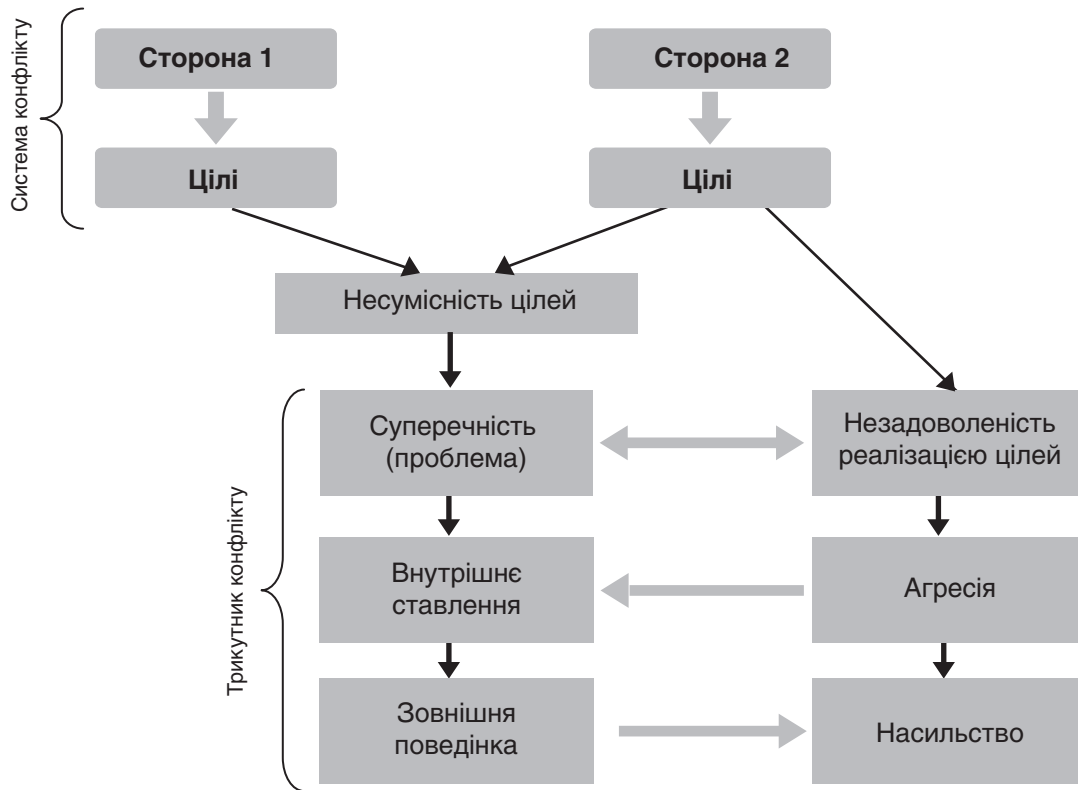 Система конфлікту
Сторона 1
Сторона 2
Цілі
Цілі
Несумісність цілей
Трикутник конфлікту
Суперечність
(проблема)
Незадоволеність
реалізацією цілей
Внутрішнє
ставлення
Агресія
Зовнішня
поведінка
Насильство